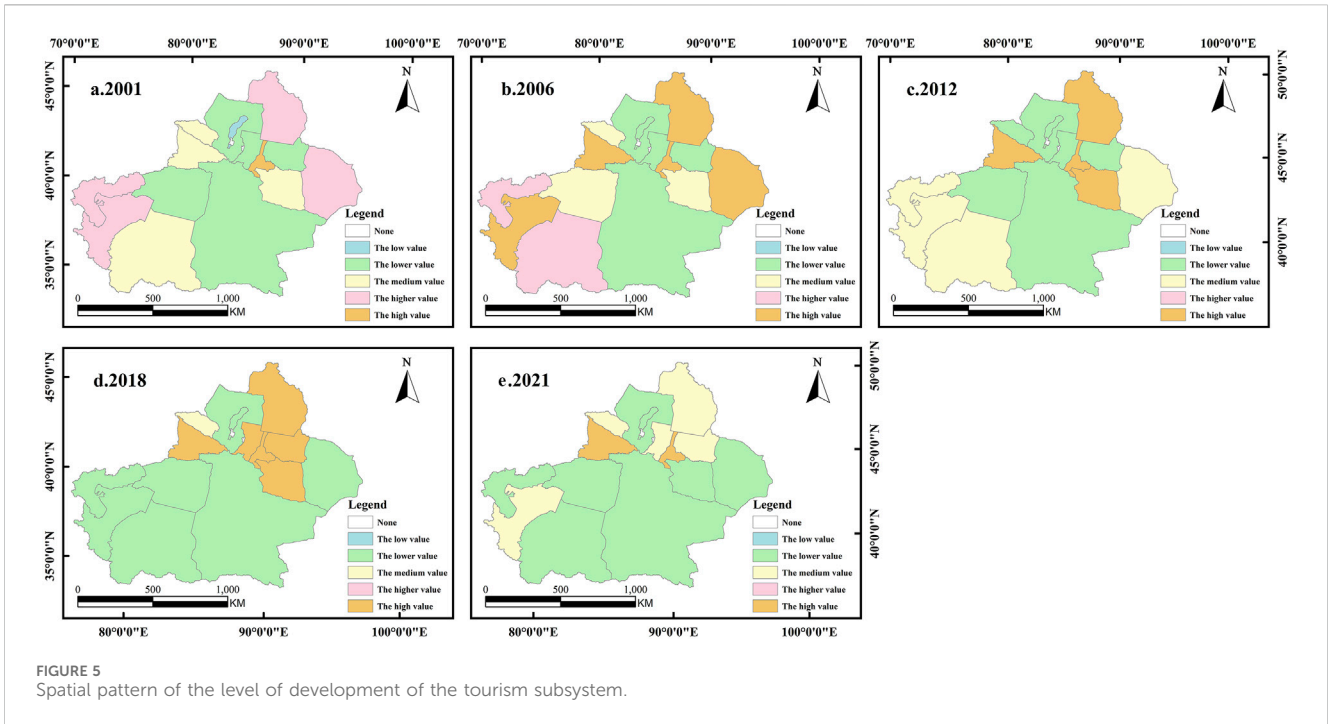 70°0'0"E 80°0'0"E 90°0'0"E 100°0'0"E 70°0'0"E 80°0'0"E 90°0'0"E 100°0'0"E 70°0'0"E 80°0'0"E 90°0'0"E 100°0'0"E
a.2001
N
45°0'0"N
40°0'0"N
35°0'0"N
Legend
None
The low value
The lower value
The medium value
The higher value
The high value
0 500 1,000
KM
b.2006
N
Legend
None
The low value
The lower value
The medium value
The higher value
The high value
0 500 1,000
KM
c.2012
N
50°0'0"N
45°0'0"N
40°0'0"N
Legend
None
The low value
The lower value
The medium value
The higher value
The high value
0 500 1,000
KM
d.2018
N
45°0'0"N
40°0'0"N
35°0'0"N
Legend
None
The low value
The lower value
The medium value
The higher value
The high value
0 500 1,000
KM
e.2021
N
50°0'0"N
45°0'0"N
40°0'0"N
Legend
None
The low value
The lower value
The medium value
The higher value
The high value
0 500 1,000
KM
80°0'0"E 90°0'0"E 100°0'0"E 80°0'0"E 90°0'0"E 100°0'0"E
FIGURE 5
Spatial pattern of the level of development of the tourism subsystem.